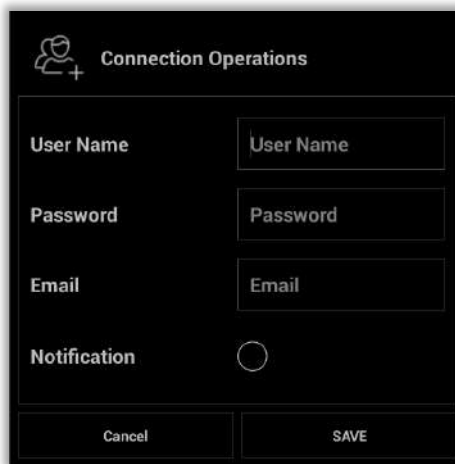 Connection Operations
User Name User Name
Password Password
Email Email
Notification
Cancel SAVE